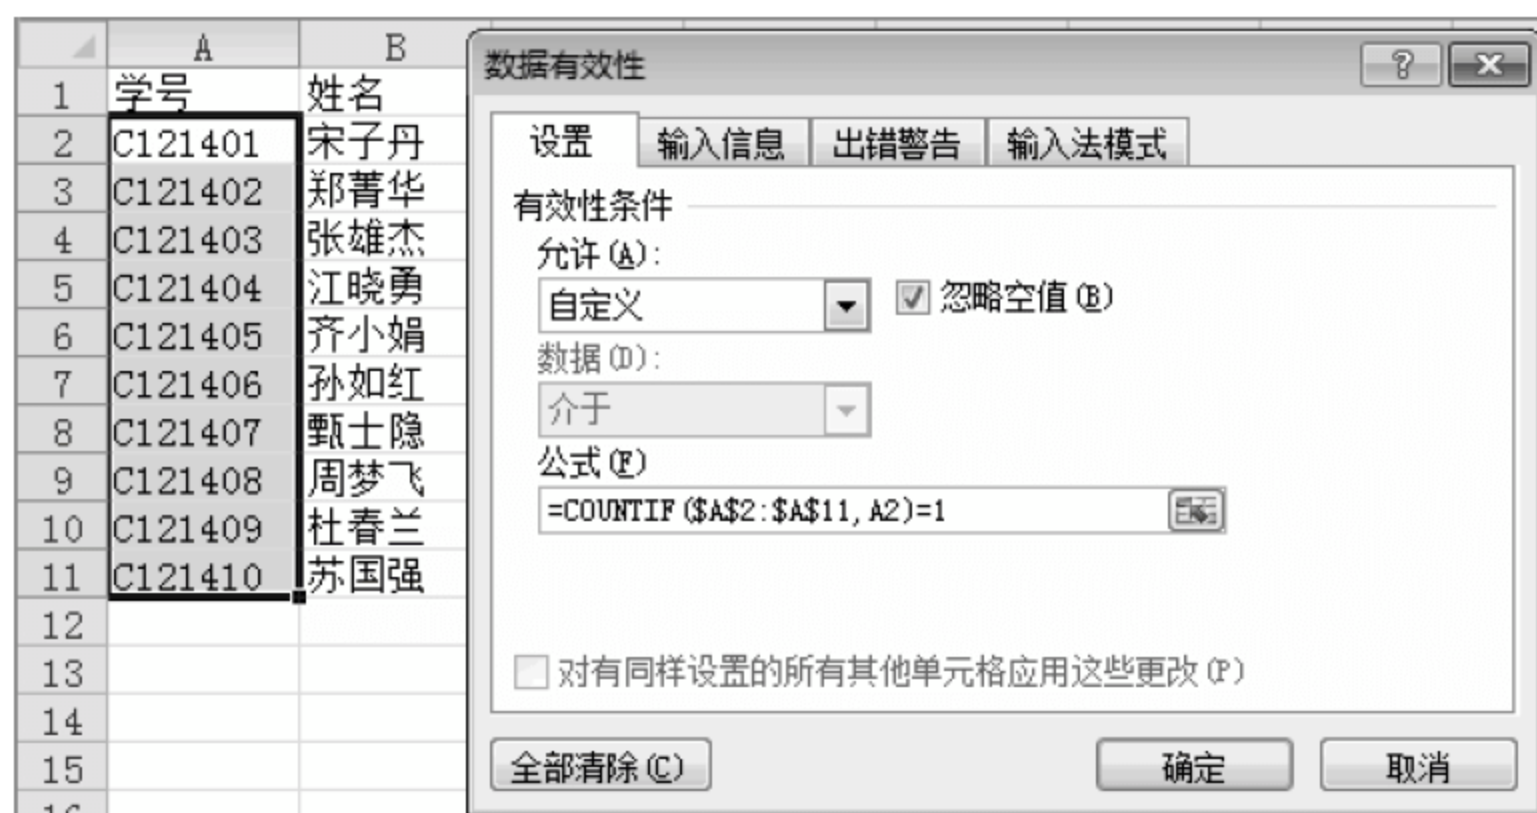 A B
1 学号 姓名
2 C121401 宋子丹
3 C121402 郑菁华
4 C121403 张雄杰
5 C121404 江晓勇
6 C121405 齐小娟
7 C121406 孙如红
8 C121407 甄士隐
9 C121408 周梦飞
10 C121409 杜春兰
11 C121410 苏国强
12
13
14
15
数据有效性
设置 输入信息 出错警告 输入法模式
有效性条件
允许(A):
自定义 忽略空值(B)
数据(D):
介于
公式(F)
=COUNTIF($A$2:$A$11,A2)=1
对有同样设置的所有其他单元格应用这些更改(P)
全部清除(C) 确定 取消